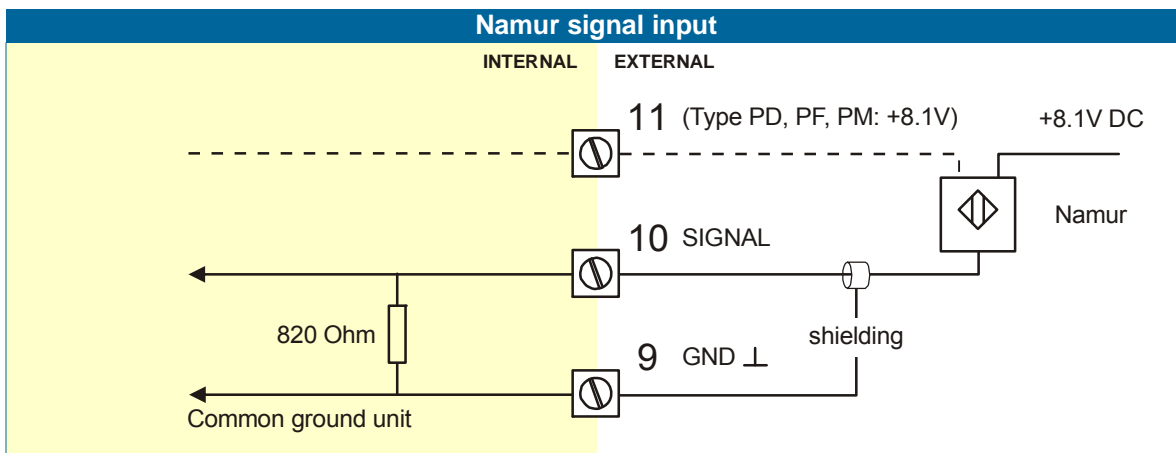 Namur signal input
INTERNAL EXTERNAL
11 (Type PD, PF, PM: +8.1V) +8.1V DC
Namur
10 SIGNAL
820 Ohm
shielding
9 GND ⊥
Common ground unit